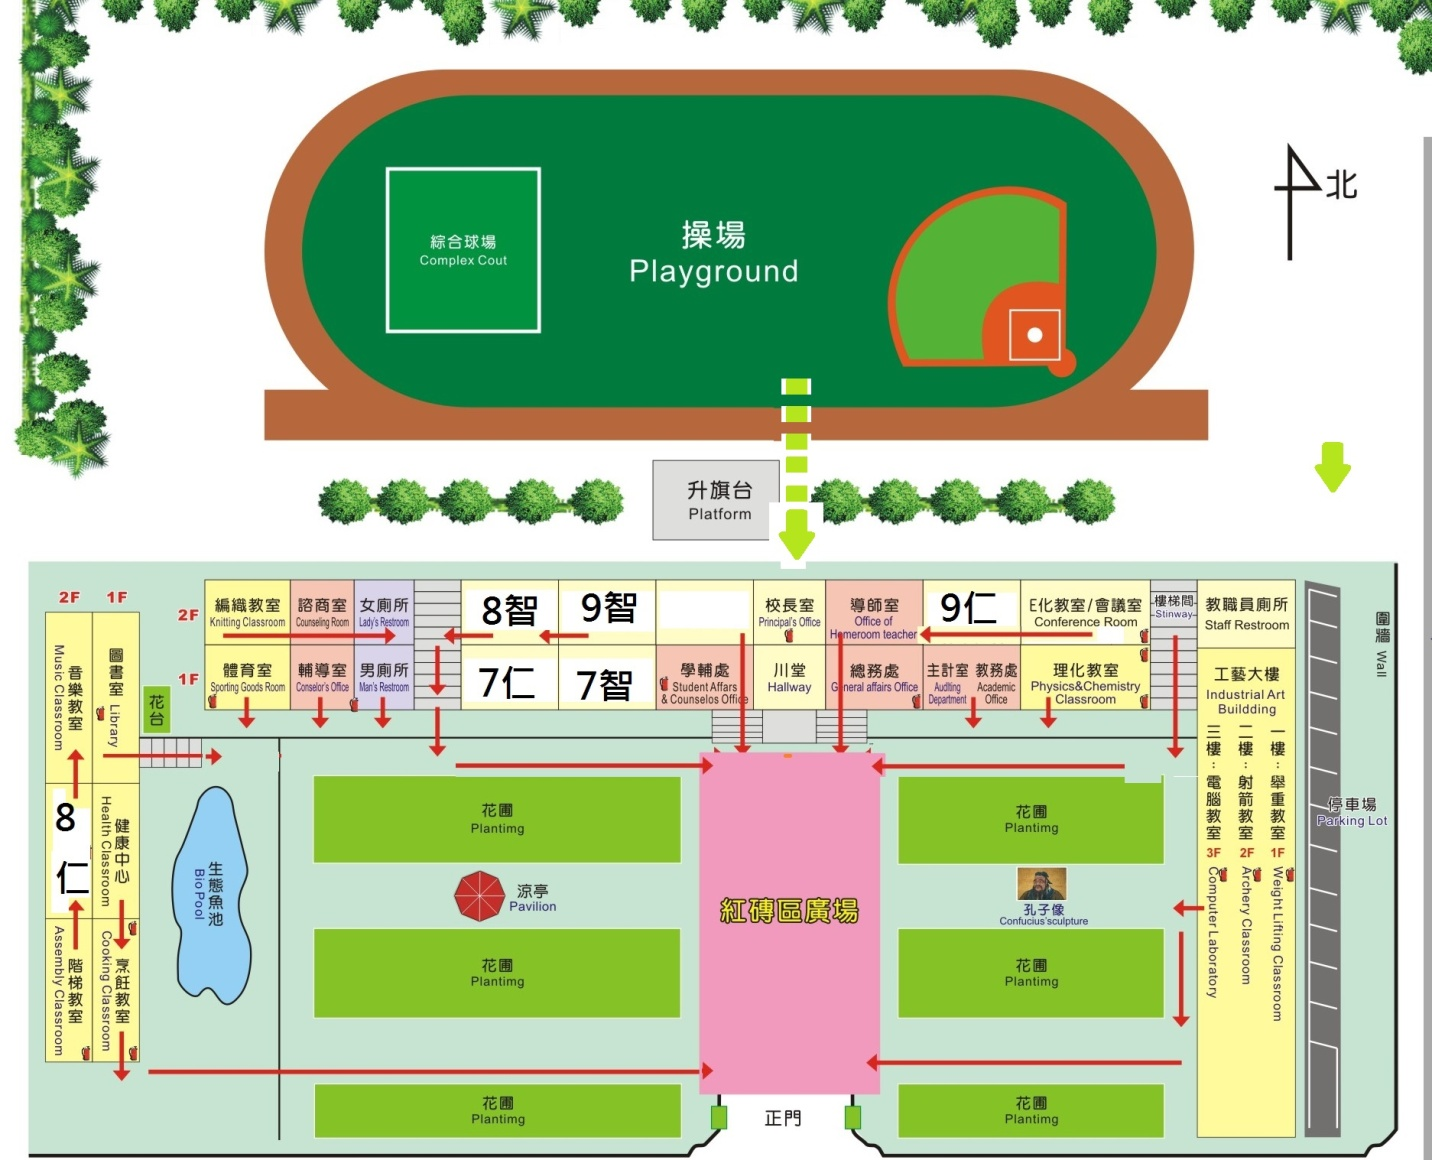 北
綜合球場
Complex Cout
操場
Playground
升旗台
Platform
2F
1F
2F
編織教室
Knitting Classroom
諮商室
Counseling Room
女廁所
Lady's Restroom
8智
9智
校長室
Principal's Office
導師室
Office of
Homeroom teacher
9仁
E化教室/會議室
Conference Room
樓梯間
Stinway
教職員廁所
Staff Restroom
1F
體育室
Sporting Goods Room
輔導室
Conselor's Office
男廁所
Man's Restroom
7仁
7智
學輔處
Student Affars
& Counselos Office
川堂
Hallway
總務處
General affairs Office
主計室
Auditing
Department
教務處
Academic
Office
理化教室
Physics&Chemistry
Classroom
工藝大樓
Industrial Art
Buildding
一樓：舉重教室
1F
Weight Lifting Classroom
二樓：射箭教室
2F
Archery Classroom
三樓：電腦教室
3F
Computer Laboratory
圍牆 Wall
停車場
Parking Lot
音樂教室
Music Classroom
圖書室 Library
花台
8
仁
健康中心
Health Classroom
階梯教室
Assembly Classroom
烹飪教室
Cooking Classroom
生態魚池
Bio Pool
花圃
Plantimg
花圃
Plantimg
涼亭
Pavilion
紅磚區廣場
孔子像
Confucius'sculpture
花圃
Plantimg
花圃
Plantimg
花圃
Plantimg
正門
花圃
Plantimg